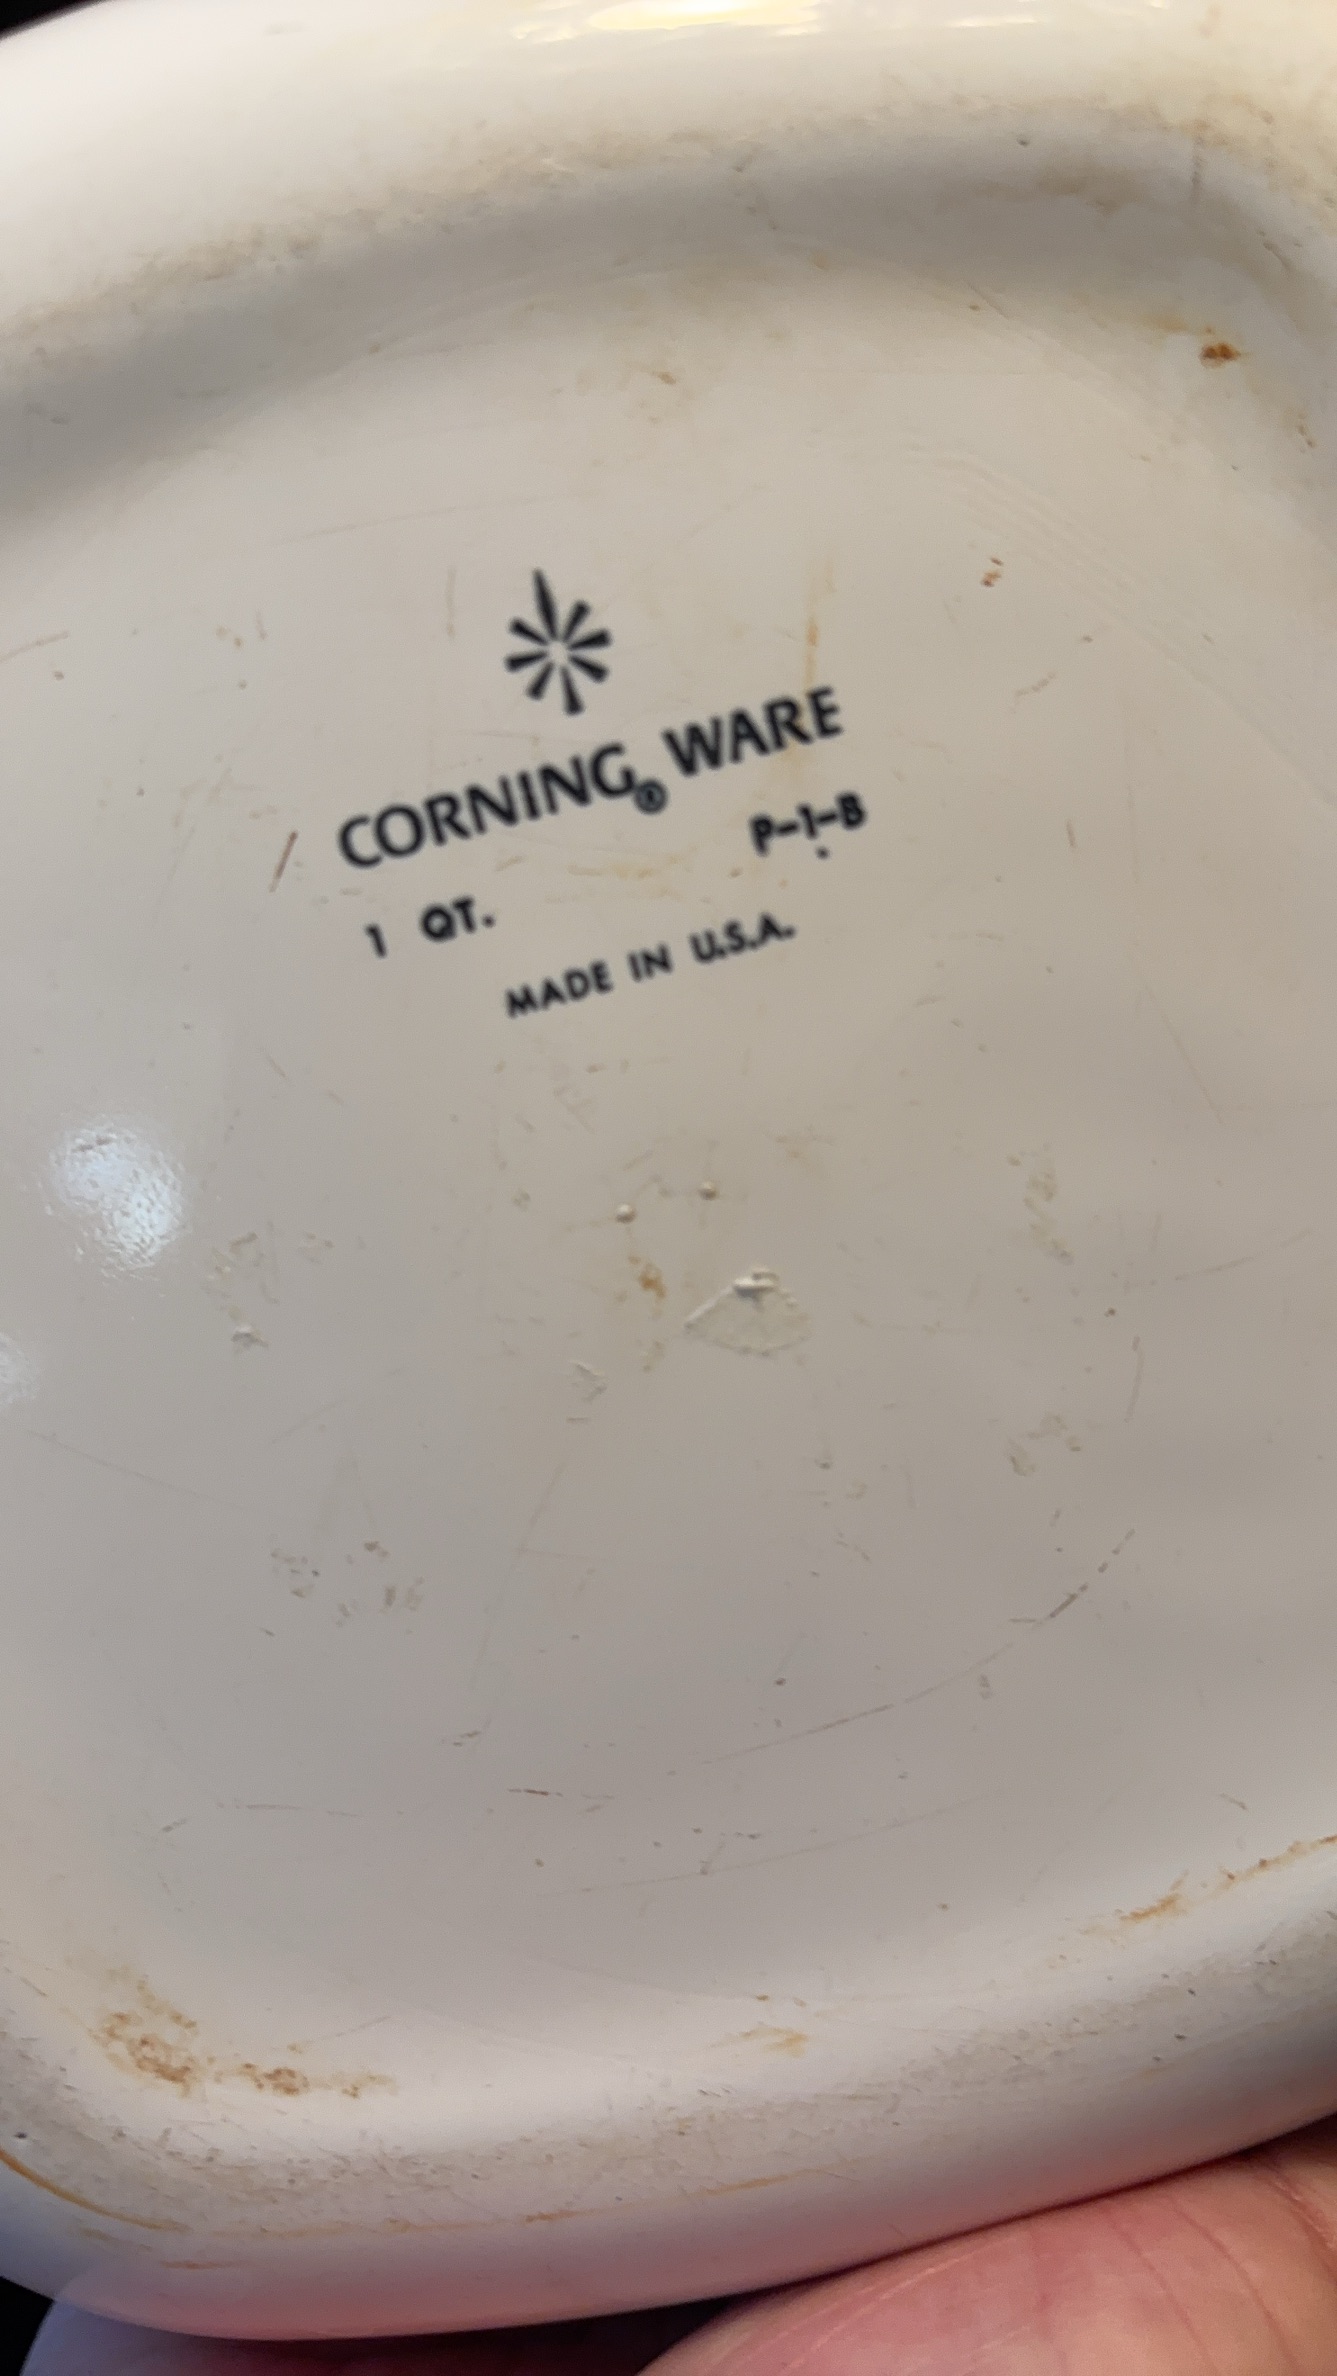 CORNING® WARE
1 QT. P-1-B
MADE IN U.S.A.